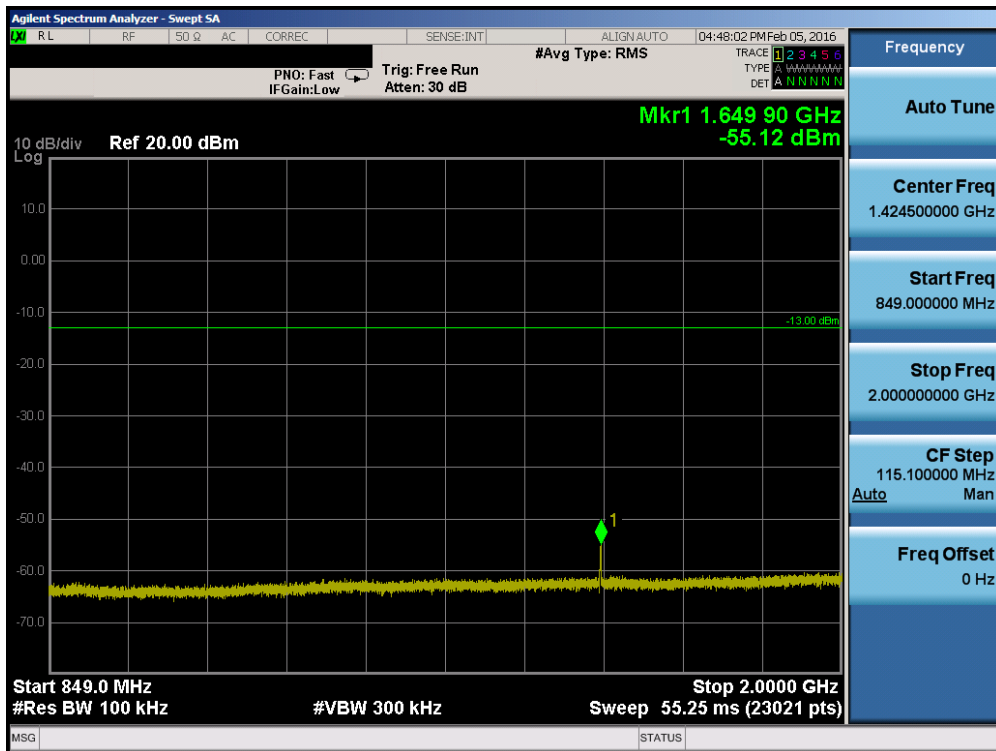 Agilent Spectrum Analyzer - Swept SA
LXI RL RF 50 Ω AC CORREC SENSE:INT ALIGNAUTO 04:48:02 PM Feb 05, 2016
#Avg Type: RMS
TRACE 1 2 3 4 5 6
PNO: Fast Trig: Free Run TYPE A WWWWW
IFGain:Low Atten: 30 dB DET A N N N N N
Mkr1 1.649 90 GHz
-55.12 dBm
10 dB/div Ref 20.00 dBm
Log
10.0
0.00
-10.0
-13.00 dBm
-20.0
-30.0
-40.0
-50.0
1
-60.0
-70.0
Start 849.0 MHz Stop 2.0000 GHz
#Res BW 100 kHz #VBW 300 kHz Sweep 55.25 ms (23021 pts)
MSG STATUS
Frequency
Auto Tune
Center Freq
1.424500000 GHz
Start Freq
849.000000 MHz
Stop Freq
2.000000000 GHz
CF Step
115.100000 MHz
Auto Man
Freq Offset
0 Hz